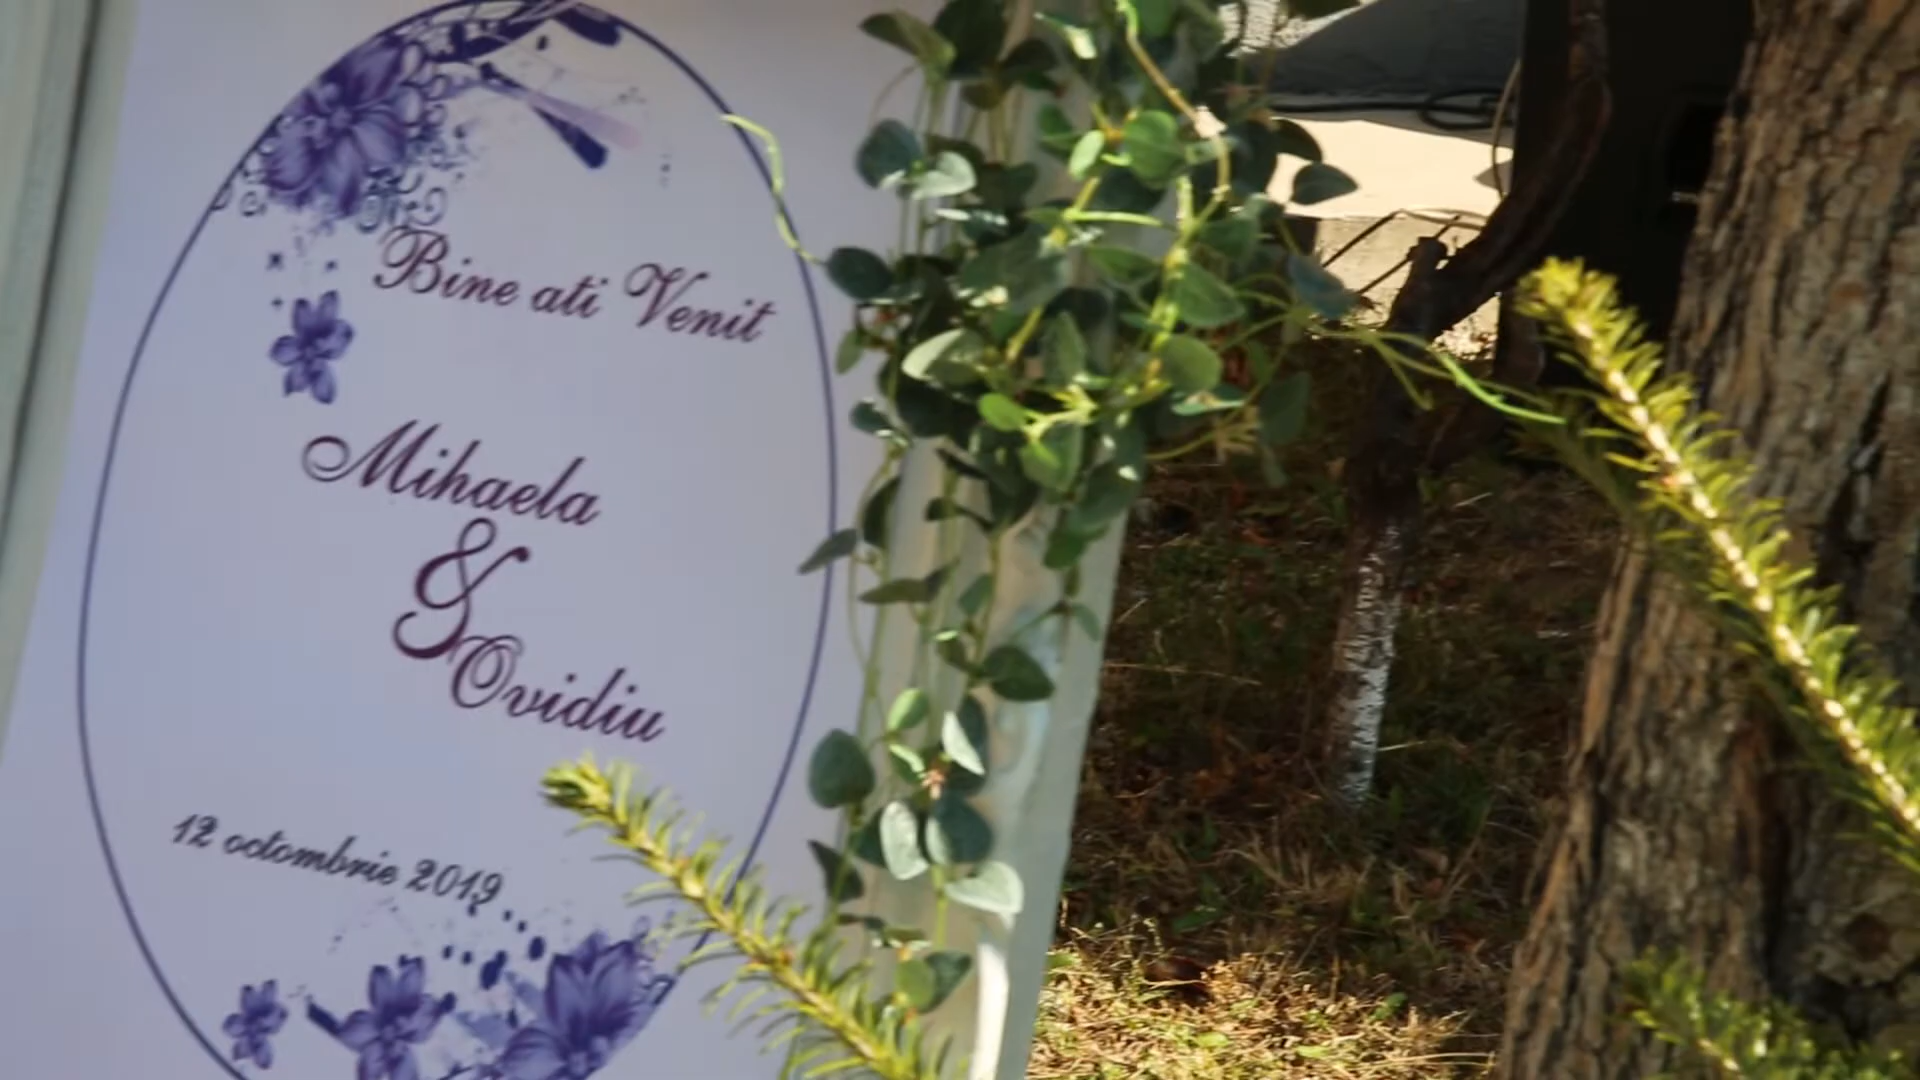 Bine ati Venit
Mihaela
&
Ovidiu
12 octombrie 2019